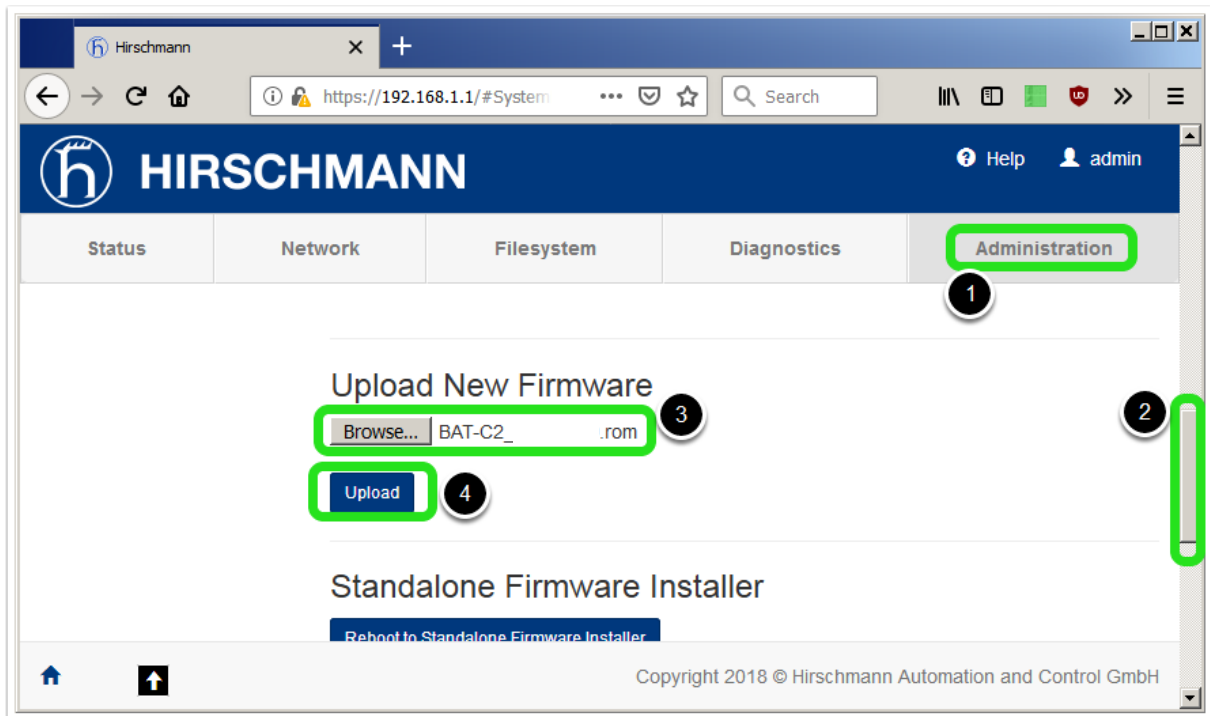 Hirschmann
https://192.168.1.1/#System
Search
HIRSCHMANN
Help admin
Status Network Filesystem Diagnostics Administration
1
Upload New Firmware
2
3
Browse... BAT-C2_ .rom
Upload 4
Standalone Firmware Installer
Reboot to Standalone Firmware Installer
Copyright 2018 © Hirschmann Automation and Control GmbH